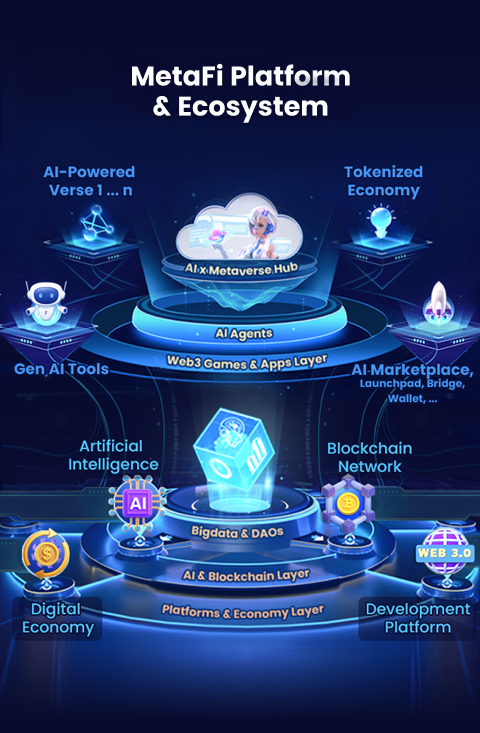 MetaFi Platform
& Ecosystem
AI-Powered
Verse 1 ... n
Tokenized
Economy
AI x Metaverse Hub
AI Agents
Web3 Games & Apps Layer
Gen AI Tools
AI Marketplace,
Launchpad, Bridge,
Wallet, ...
Artificial
Intelligence
Blockchain
Network
AI
Bigdata & DAOs
WEB 3.0
AI & Blockchain Layer
Platforms & Economy Layer
Digital
Economy
Development
Platform